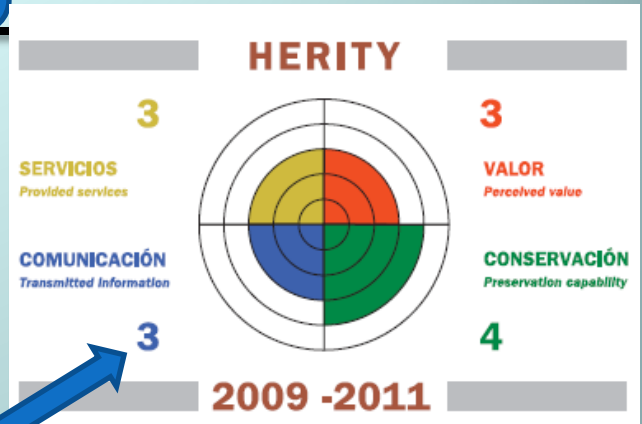 HERITY
3
3
SERVICIOS
Provided services
VALOR
Perceived value
COMUNICACIÓN
Transmitted information
CONSERVACIÓN
Preservation capability
3
4
2009 -2011